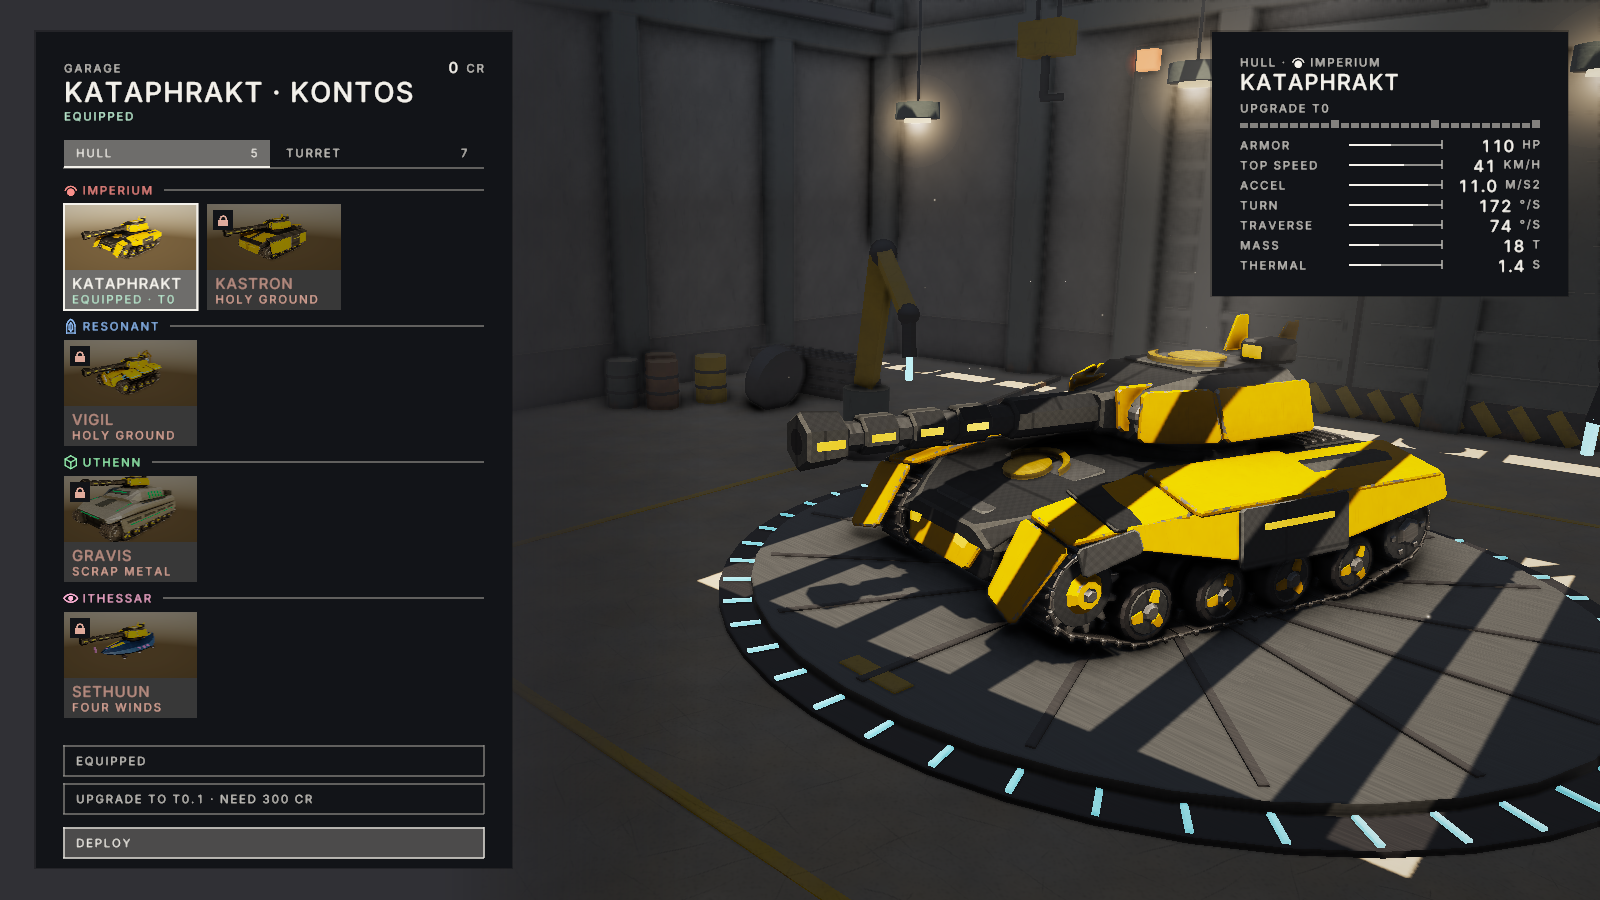 GARAGE
0 CR
KATAPHRAKT · KONTOS
EQUIPPED
HULL 5
TURRET 7
IMPERIUM
KATAPHRAKT
EQUIPPED · T0
KASTRON
HOLY GROUND
RESONANT
VIGIL
HOLY GROUND
UTHENN
GRAVIS
SCRAP METAL
ITHESSAR
SETHUUN
FOUR WINDS
EQUIPPED
UPGRADE TO T0.1 · NEED 300 CR
DEPLOY
HULL · IMPERIUM
KATAPHRAKT
UPGRADE T0
ARMOR 110 HP
TOP SPEED 41 KM/H
ACCEL 11.0 M/S2
TURN 172 °/S
TRAVERSE 74 °/S
MASS 18 T
THERMAL 1.4 S